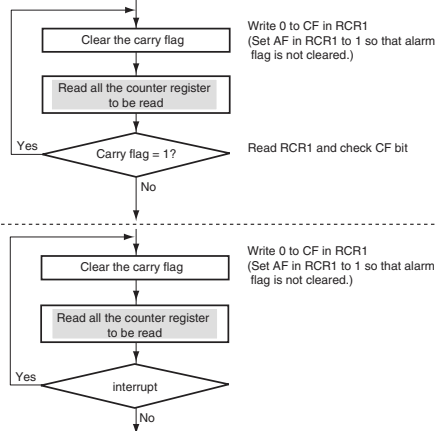 Write 0 to CF in RCR1
Clear the carry flag
(Set AF in RCR1 to 1 so that alarm
flag is not cleared.)
Read all the counter register
to be read
Yes
Carry flag = 1?
Read RCR1 and check CF bit
No
Write 0 to CF in RCR1
Clear the carry flag
(Set AF in RCR1 to 1 so that alarm
flag is not cleared.)
Read all the counter register
to be read
Yes
interrupt
No